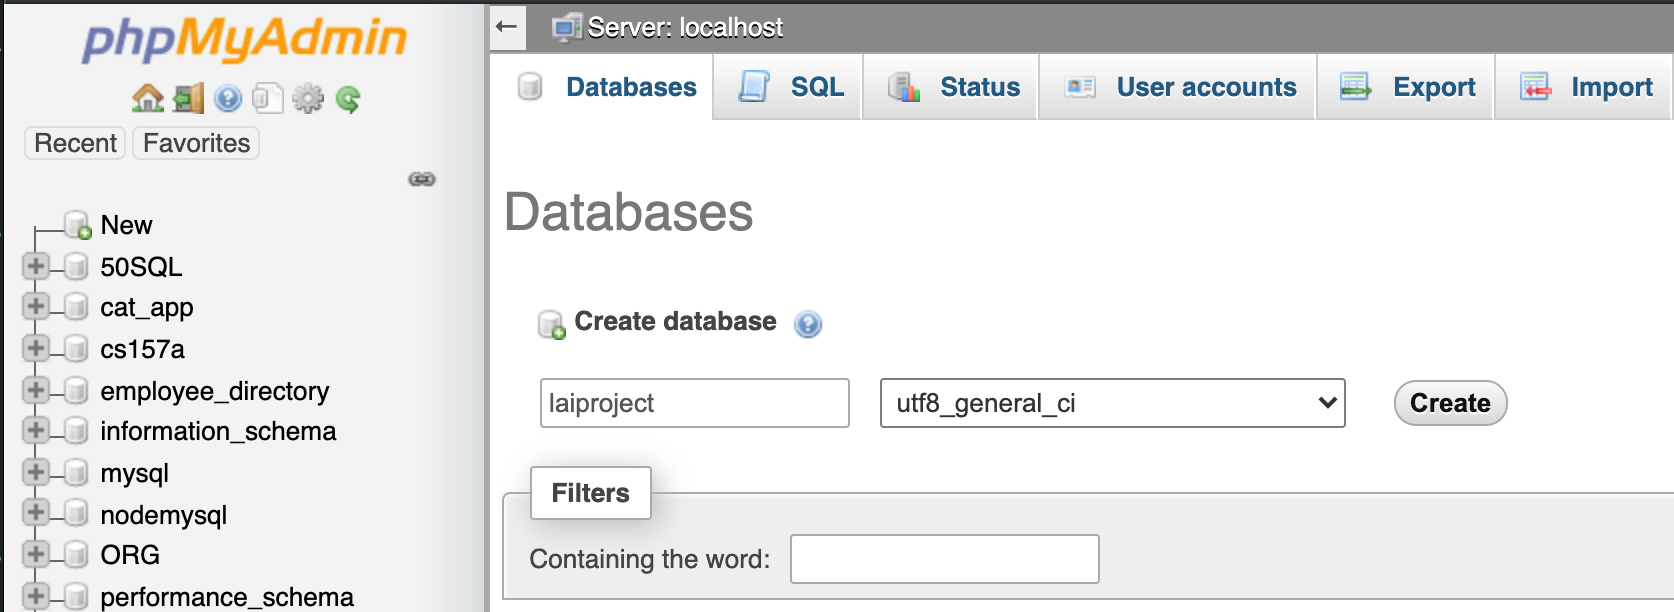 phpMyAdmin
Recent Favorites
New
50SQL
cat_app
cs157a
employee_directory
information_schema
mysql
nodemysql
ORG
performance_schema
Server: localhost
Databases SQL Status User accounts Export Import
Databases
Create database
laiproject utf8_general_ci Create
Filters
Containing the word: